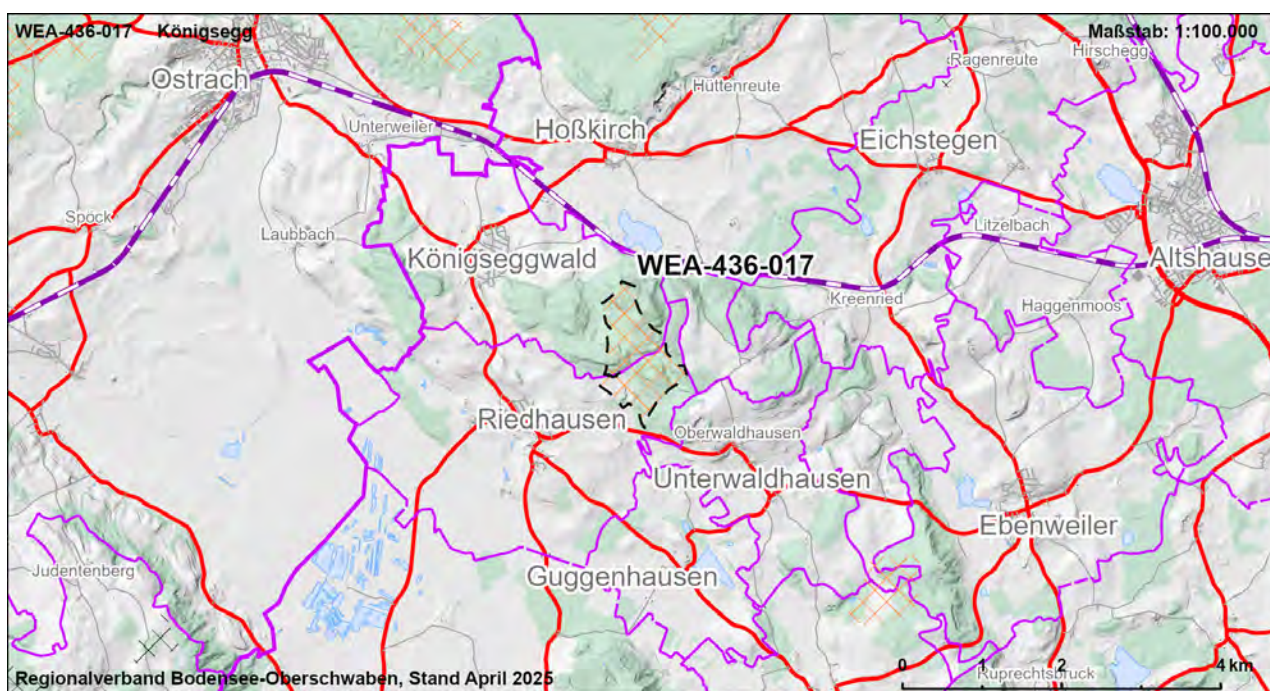 WEA-436-017 Königsegg
Maßstab: 1:100.000
Hirschegg
Ragenreute
Ostrach
Hüttenreute
Unterweiler
Hoßkirch
Eichstegen
Spöck
Laubbach
Litzelbach
Königseggwald
WEA-436-017
Altshause
Kreenried
Haggenmoos
Riedhausen
Oberwaldhausen
Unterwaldhausen
Ebenweiler
Judentenberg
Guggenhausen
Regionalverband Bodensee-Oberschwaben, Stand April 2025
0 1 2 4 km
Ruprechtsbruck